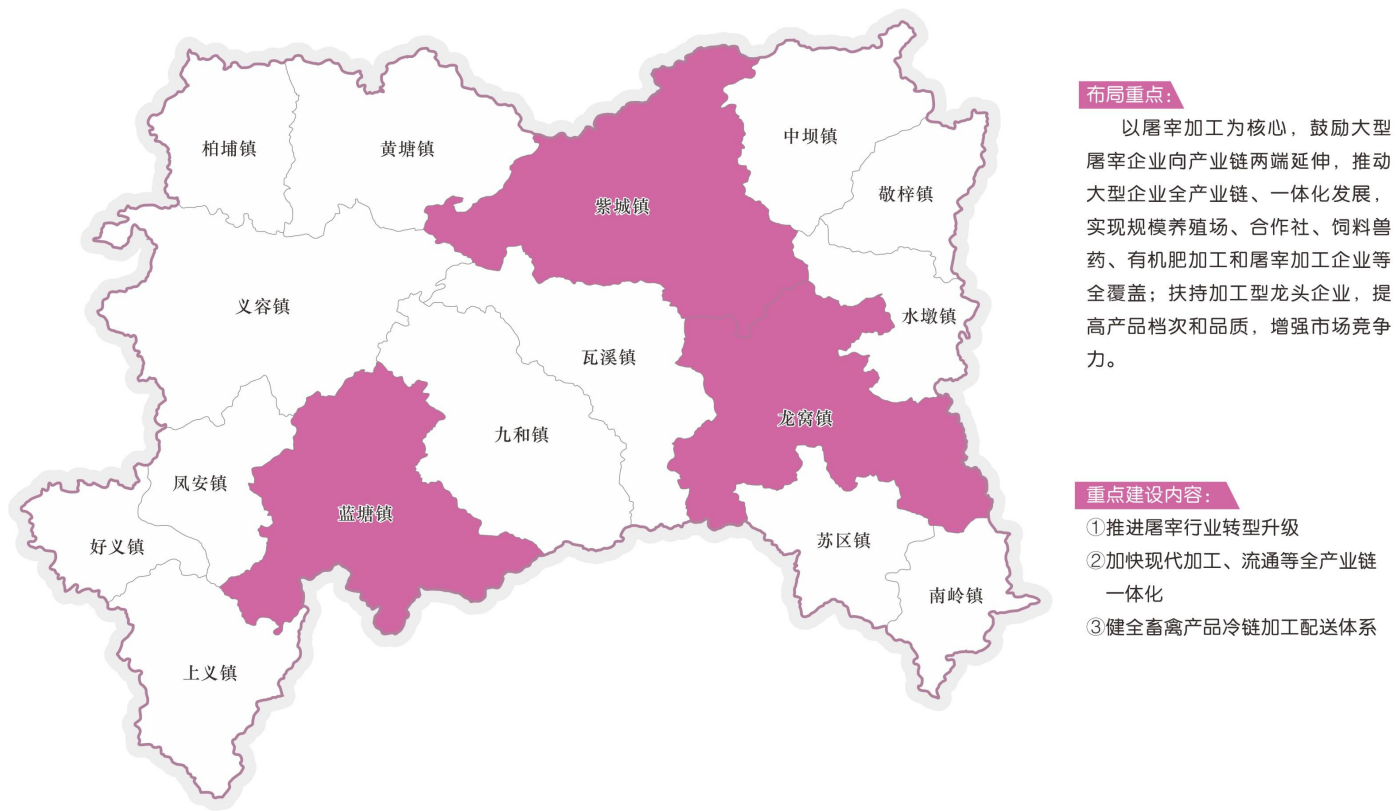 柏埔镇
黄塘镇
中坝镇
敬梓镇
紫城镇
义容镇
水墩镇
瓦溪镇
九和镇
龙窝镇
凤安镇
蓝塘镇
好义镇
苏区镇
南岭镇
上义镇
布局重点：
以屠宰加工为核心，鼓励大型
屠宰企业向产业链两端延伸，推动
大型企业全产业链、一体化发展，
实现规模养殖场、合作社、饲料兽
药、有机肥加工和屠宰加工企业等
全覆盖；扶持加工型龙头企业，提
高产品档次和品质，增强市场竞争
力。
重点建设内容：
①推进屠宰行业转型升级
②加快现代加工、流通等全产业链
一体化
③健全畜禽产品冷链加工配送体系